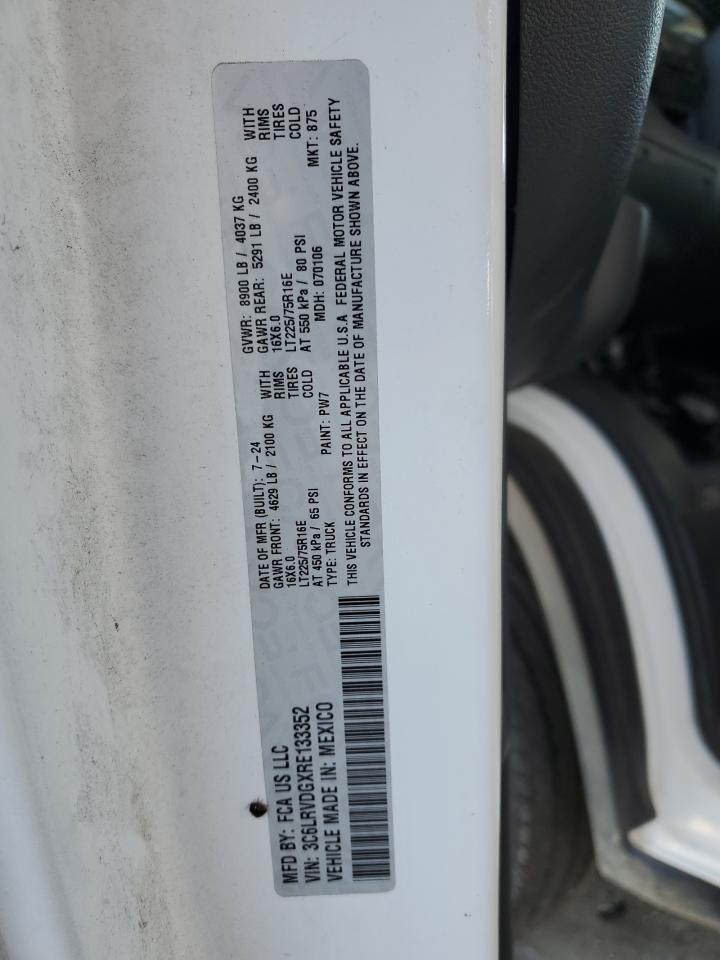 MFD BY: FCA US LLC
VIN: 3C6LRVDGXRE133352
VEHICLE MADE IN: MEXICO
DATE OF MFR (BUILT): 7-24 GVWR: 8900 LB / 4037 KG
GAWR FRONT: 4629 LB / 2100 KG WITH GAWR REAR: 5291 LB / 2400 KG WITH
16X6.0 RIMS 16X6.0 RIMS
LT225/75R16E TIRES LT225/75R16E TIRES
AT 450 kPa / 65 PSI COLD AT 550 kPa / 80 PSI COLD
TYPE: TRUCK PAINT: PW7 MDH: 070106 MKT: 875
THIS VEHICLE CONFORMS TO ALL APPLICABLE U.S.A FEDERAL MOTOR VEHICLE SAFETY
STANDARDS IN EFFECT ON THE DATE OF MANUFACTURE SHOWN ABOVE.